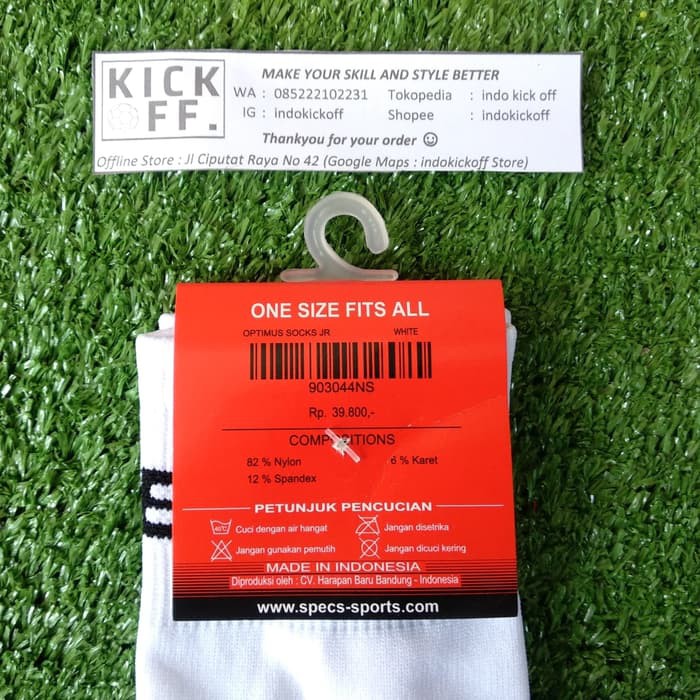 KICK
OFF.
MAKE YOUR SKILL AND STYLE BETTER
WA : 085222102231 Tokopedia : indo kick off
IG : indokickoff Shopee : indokickoff
Thankyou for your order ☺
Offline Store : Jl Ciputat Raya No 42 (Google Maps : indokickoff Store)
ONE SIZE FITS ALL
OPTIMUS SOCKS JR WHITE
903044NS
Rp. 39.800,-
COMPOSITIONS
82 % Nylon 6 % Karet
12 % Spandex
PETUNJUK PENCUCIAN
40°C Cuci dengan air hangat Jangan disetrika
Jangan gunakan pemutih Jangan dicuci kering
MADE IN INDONESIA
Diproduksi oleh : CV. Harapan Baru Bandung - Indonesia
www.specs-sports.com